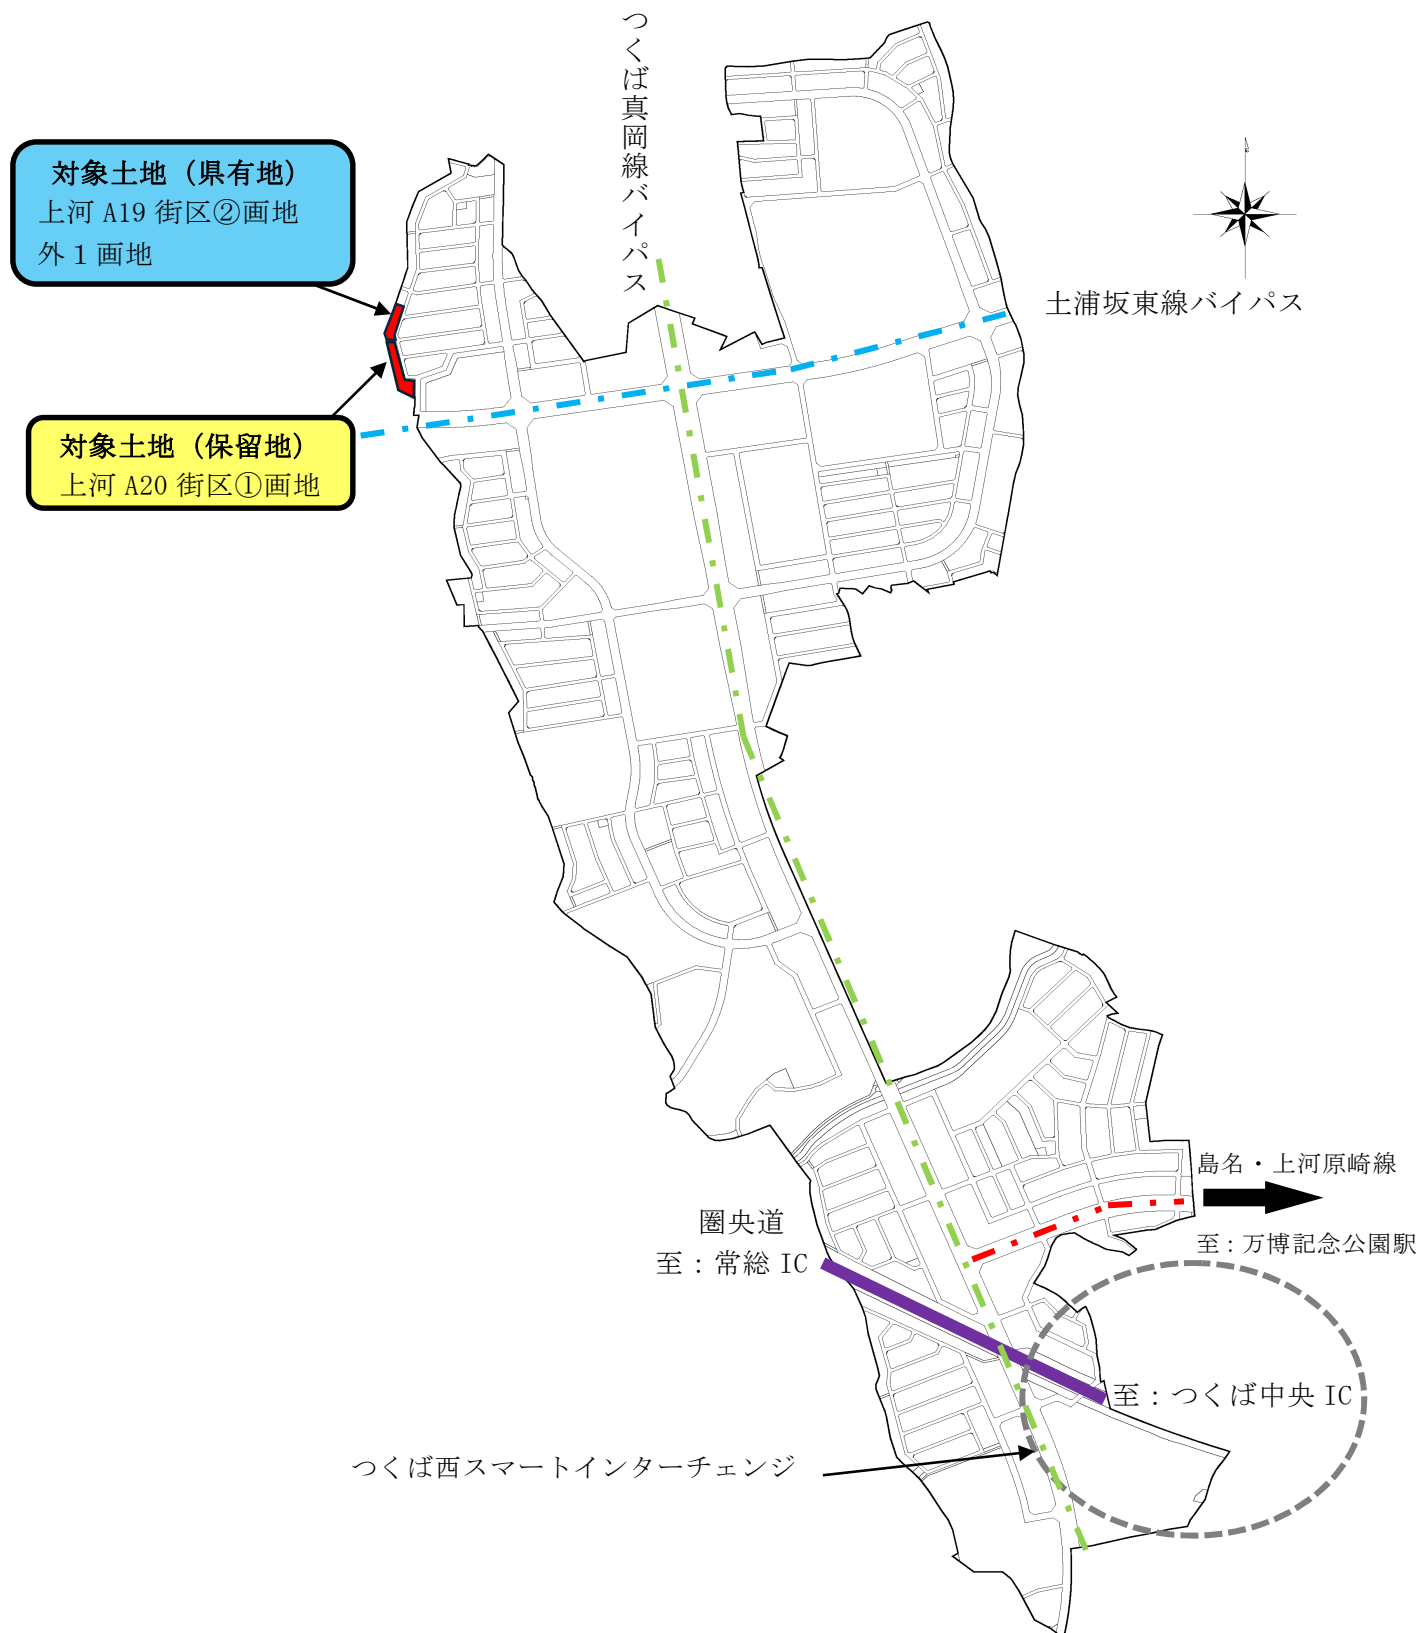 つくば真岡線バイパス
対象土地（県有地）
上河 A19 街区②画地
外１画地
土浦坂東線バイパス
対象土地（保留地）
上河 A20 街区①画地
島名・上河原崎線
圏央道
至：常総 IC
至：万博記念公園駅
至：つくば中央 IC
つくば西スマートインターチェンジ